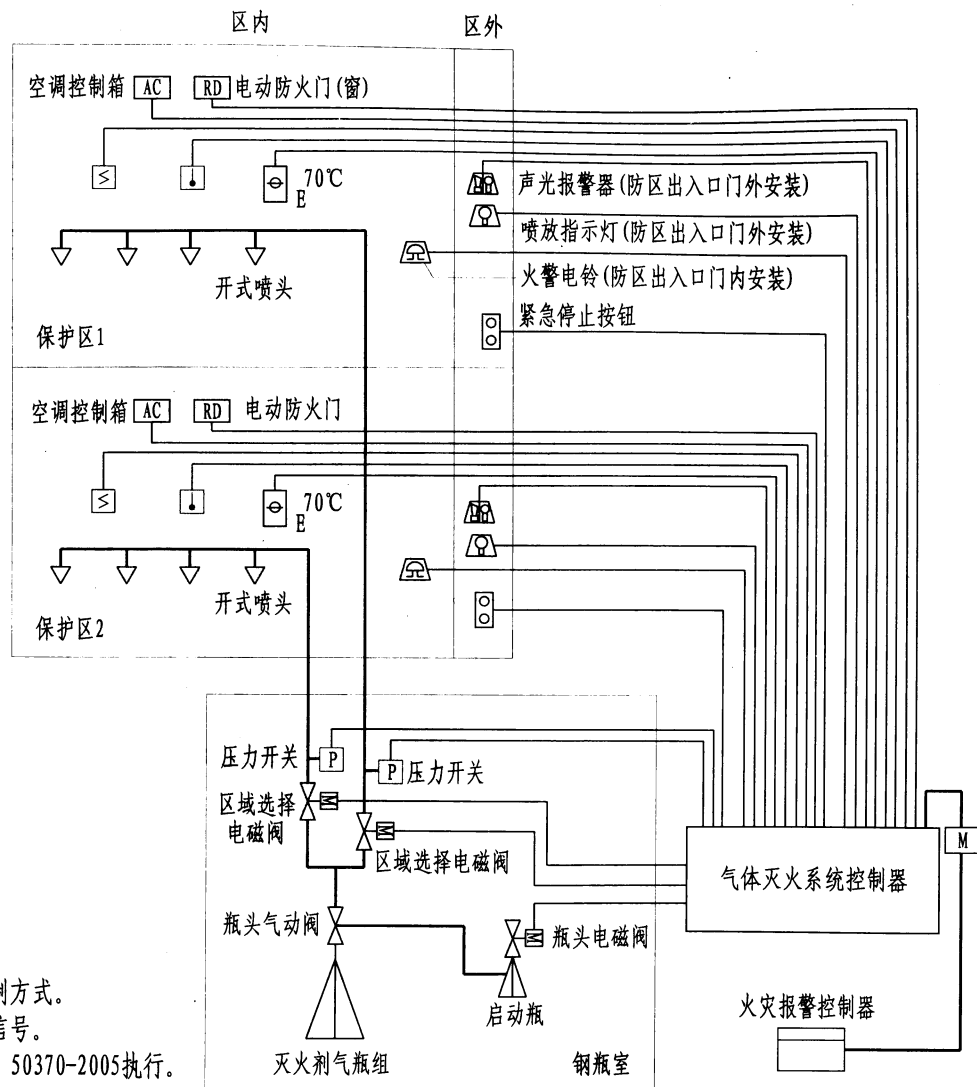 区内
区外
空调控制箱 AC RD 电动防火门(窗)
70℃
E
声光报警器(防区出入口门外安装)
喷放指示灯(防区出入口门外安装)
开式喷头
火警电铃(防区出入口门内安装)
紧急停止按钮
保护区1
空调控制箱 AC RD 电动防火门
70℃
E
开式喷头
保护区2
压力开关 P
P 压力开关
区域选择
电磁阀
M
M
区域选择电磁阀
气体灭火系统控制器
M
瓶头气动阀
M 瓶头电磁阀
启动瓶
火灾报警控制器
灭火剂气瓶组
钢瓶室
制方式。
信号。
50370-2005执行。